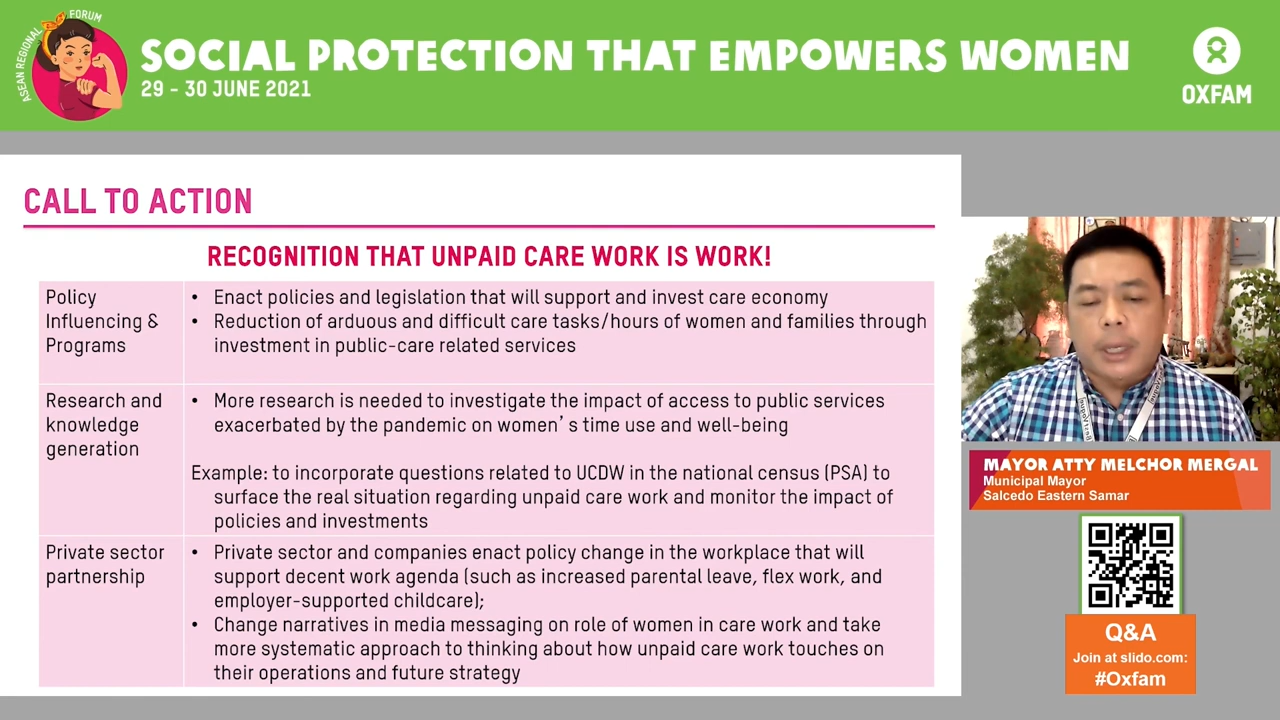 ASEAN REGIONAL FORUM
SOCIAL PROTECTION THAT EMPOWERS WOMEN
29 - 30 JUNE 2021
OXFAM
CALL TO ACTION
RECOGNITION THAT UNPAID CARE WORK IS WORK!
Policy
Influencing &
Programs
• Enact policies and legislation that will support and invest care economy
• Reduction of arduous and difficult care tasks/hours of women and families through
investment in public-care related services
Research and
knowledge
generation
• More research is needed to investigate the impact of access to public services
exacerbated by the pandemic on women's time use and well-being
Example: to incorporate questions related to UCDW in the national census (PSA) to
surface the real situation regarding unpaid care work and monitor the impact of
policies and investments
Private sector
partnership
• Private sector and companies enact policy change in the workplace that will
support decent work agenda (such as increased parental leave, flex work, and
employer-supported childcare);
• Change narratives in media messaging on role of women in care work and take
more systematic approach to thinking about how unpaid care work touches on
their operations and future strategy
MAYOR ATTY MELCHOR MERGAL
Municipal Mayor
Salcedo Eastern Samar
Q&A
Join at slido.com:
#Oxfam